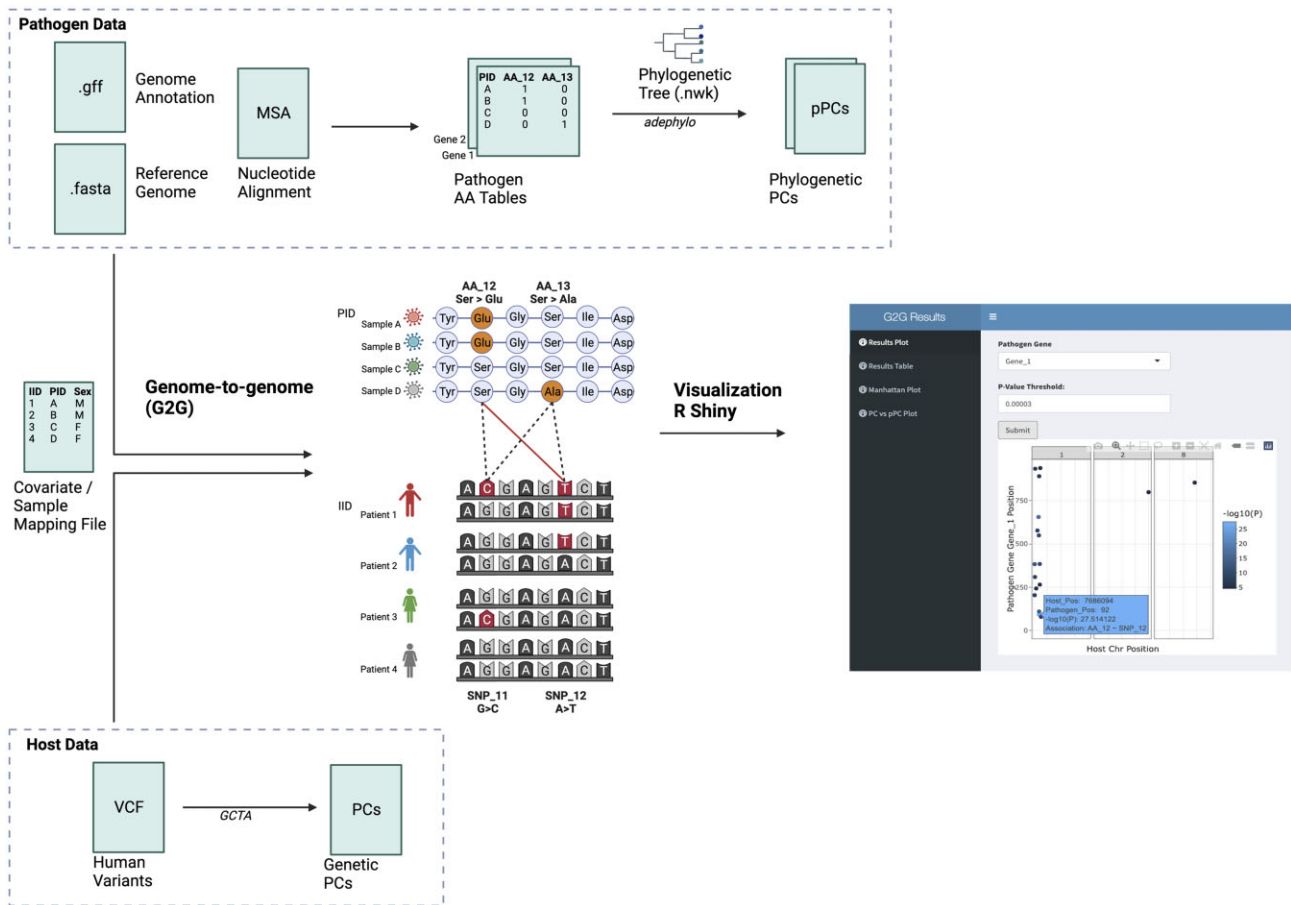 Pathogen Data
.gff
Genome
Annotation
.fasta
Reference
Genome
MSA
Nucleotide
Alignment
PID AA_12 AA_13
A 1 0
B 1 0
C 0 0
D 0 1
Gene 2
Gene 1
Pathogen
AA Tables
Phylogenetic
Tree (.nwk)
adephylo
pPCs
Phylogenetic
PCs
IID PID Sex
1 A M
2 B M
3 C F
4 D F
Covariate /
Sample
Mapping File
Genome-to-genome
(G2G)
AA_12
Ser > Glu
AA_13
Ser > Ala
PID
Sample A Tyr Glu Gly Ser Ile Asp
Sample B Tyr Glu Gly Ser Ile Asp
Sample C Tyr Ser Gly Ser Ile Asp
Sample D Tyr Ser Gly Ala Ile Asp
IID
Patient 1
A C G A G T C T
A G G A G T C T
Patient 2
A G G A G T C T
A G G A G A C T
Patient 3
A G G A G A C T
A C G A G A C T
Patient 4
A G G A G A C T
A G G A G A C T
SNP_11
G>C
SNP_12
A>T
Visualization
R Shiny
G2G Results
Results Plot
Results Table
Manhattan Plot
PC vs pPC Plot
Pathogen Gene
Gene_1
P-Value Threshold:
0.00003
Submit
1 2 8
Pathogen Gene Gene_1 Position
750
500
250
0
Host_Pos: 7686094
Pathogen_Pos: 92
-log10(P): 27.514122
Association: AA_12 ~ SNP_12
Host Chr Position
-log10(P)
25
20
15
10
5
Host Data
VCF
Human
Variants
GCTA
PCs
Genetic
PCs